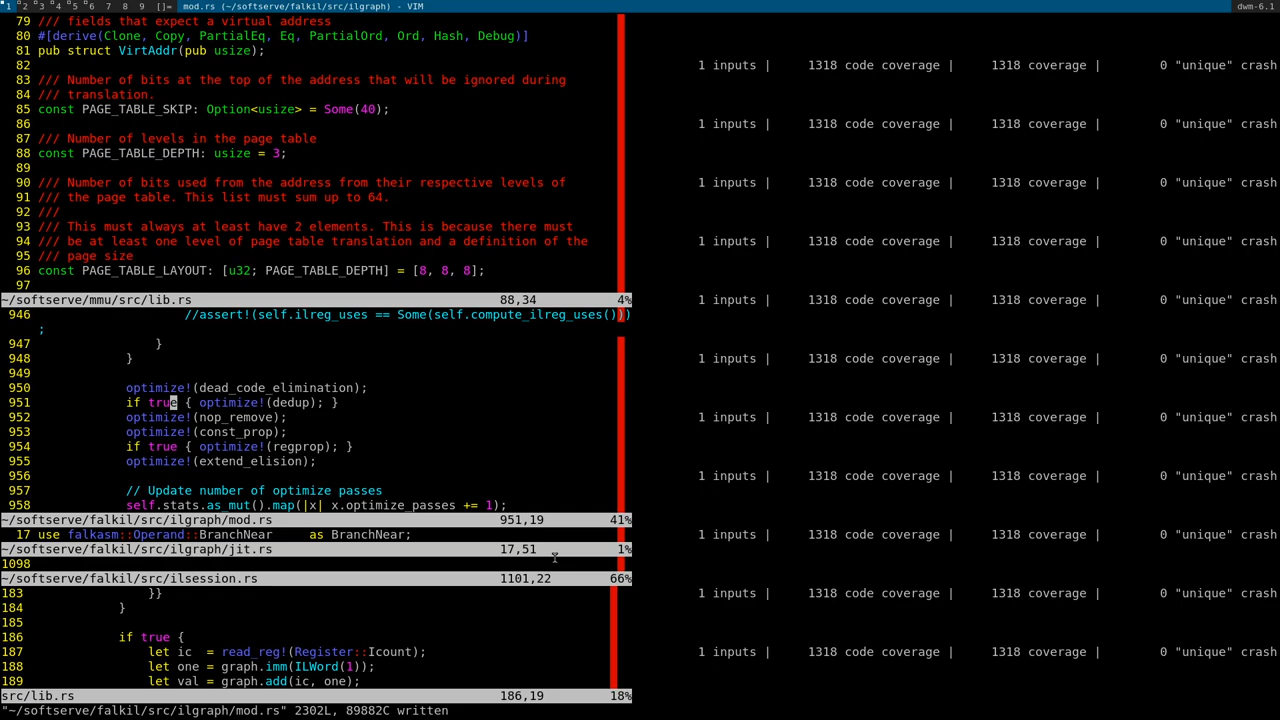 1 2 3 4 5 6 7 8 9 []= mod.rs (~/softserve/falkil/src/ilgraph) - VIM dwm-6.1
79 /// fields that expect a virtual address
80 #[derive(Clone, Copy, PartialEq, Eq, PartialOrd, Ord, Hash, Debug)]
81 pub struct VirtAddr(pub usize);
82
83 /// Number of bits at the top of the address that will be ignored during
84 /// translation.
85 const PAGE_TABLE_SKIP: Option<usize> = Some(40);
86
87 /// Number of levels in the page table
88 const PAGE_TABLE_DEPTH: usize = 3;
89
90 /// Number of bits used from the address from their respective levels of
91 /// the page table. This list must sum up to 64.
92 ///
93 /// This must always at least have 2 elements. This is because there must
94 /// be at least one level of page table translation and a definition of the
95 /// page size
96 const PAGE_TABLE_LAYOUT: [u32; PAGE_TABLE_DEPTH] = [8, 8, 8];
97
~/softserve/mmu/src/lib.rs 88,34 4%
946 //assert!(self.ilreg_uses == Some(self.compute_ilreg_uses()))
;
947 }
948 }
949
950 optimize!(dead_code_elimination);
951 if true { optimize!(dedup); }
952 optimize!(nop_remove);
953 optimize!(const_prop);
954 if true { optimize!(regprop); }
955 optimize!(extend_elision);
956
957 // Update number of optimize passes
958 self.stats.as_mut().map(|x| x.optimize_passes += 1);
~/softserve/falkil/src/ilgraph/mod.rs 951,19 41%
17 use falkasm::Operand::BranchNear as BranchNear;
~/softserve/falkil/src/ilgraph/jit.rs 17,51 1%
1098
~/softserve/falkil/src/ilsession.rs 1101,22 66%
183 }}
184 }
185
186 if true {
187 let ic = read_reg!(Register::Icount);
188 let one = graph.imm(ILWord(1));
189 let val = graph.add(ic, one);
src/lib.rs 186,19 18%
"~/softserve/falkil/src/ilgraph/mod.rs" 2302L, 89882C written
1 inputs | 1318 code coverage | 1318 coverage | 0 "unique" crash
1 inputs | 1318 code coverage | 1318 coverage | 0 "unique" crash
1 inputs | 1318 code coverage | 1318 coverage | 0 "unique" crash
1 inputs | 1318 code coverage | 1318 coverage | 0 "unique" crash
1 inputs | 1318 code coverage | 1318 coverage | 0 "unique" crash
1 inputs | 1318 code coverage | 1318 coverage | 0 "unique" crash
1 inputs | 1318 code coverage | 1318 coverage | 0 "unique" crash
1 inputs | 1318 code coverage | 1318 coverage | 0 "unique" crash
1 inputs | 1318 code coverage | 1318 coverage | 0 "unique" crash
1 inputs | 1318 code coverage | 1318 coverage | 0 "unique" crash
1 inputs | 1318 code coverage | 1318 coverage | 0 "unique" crash